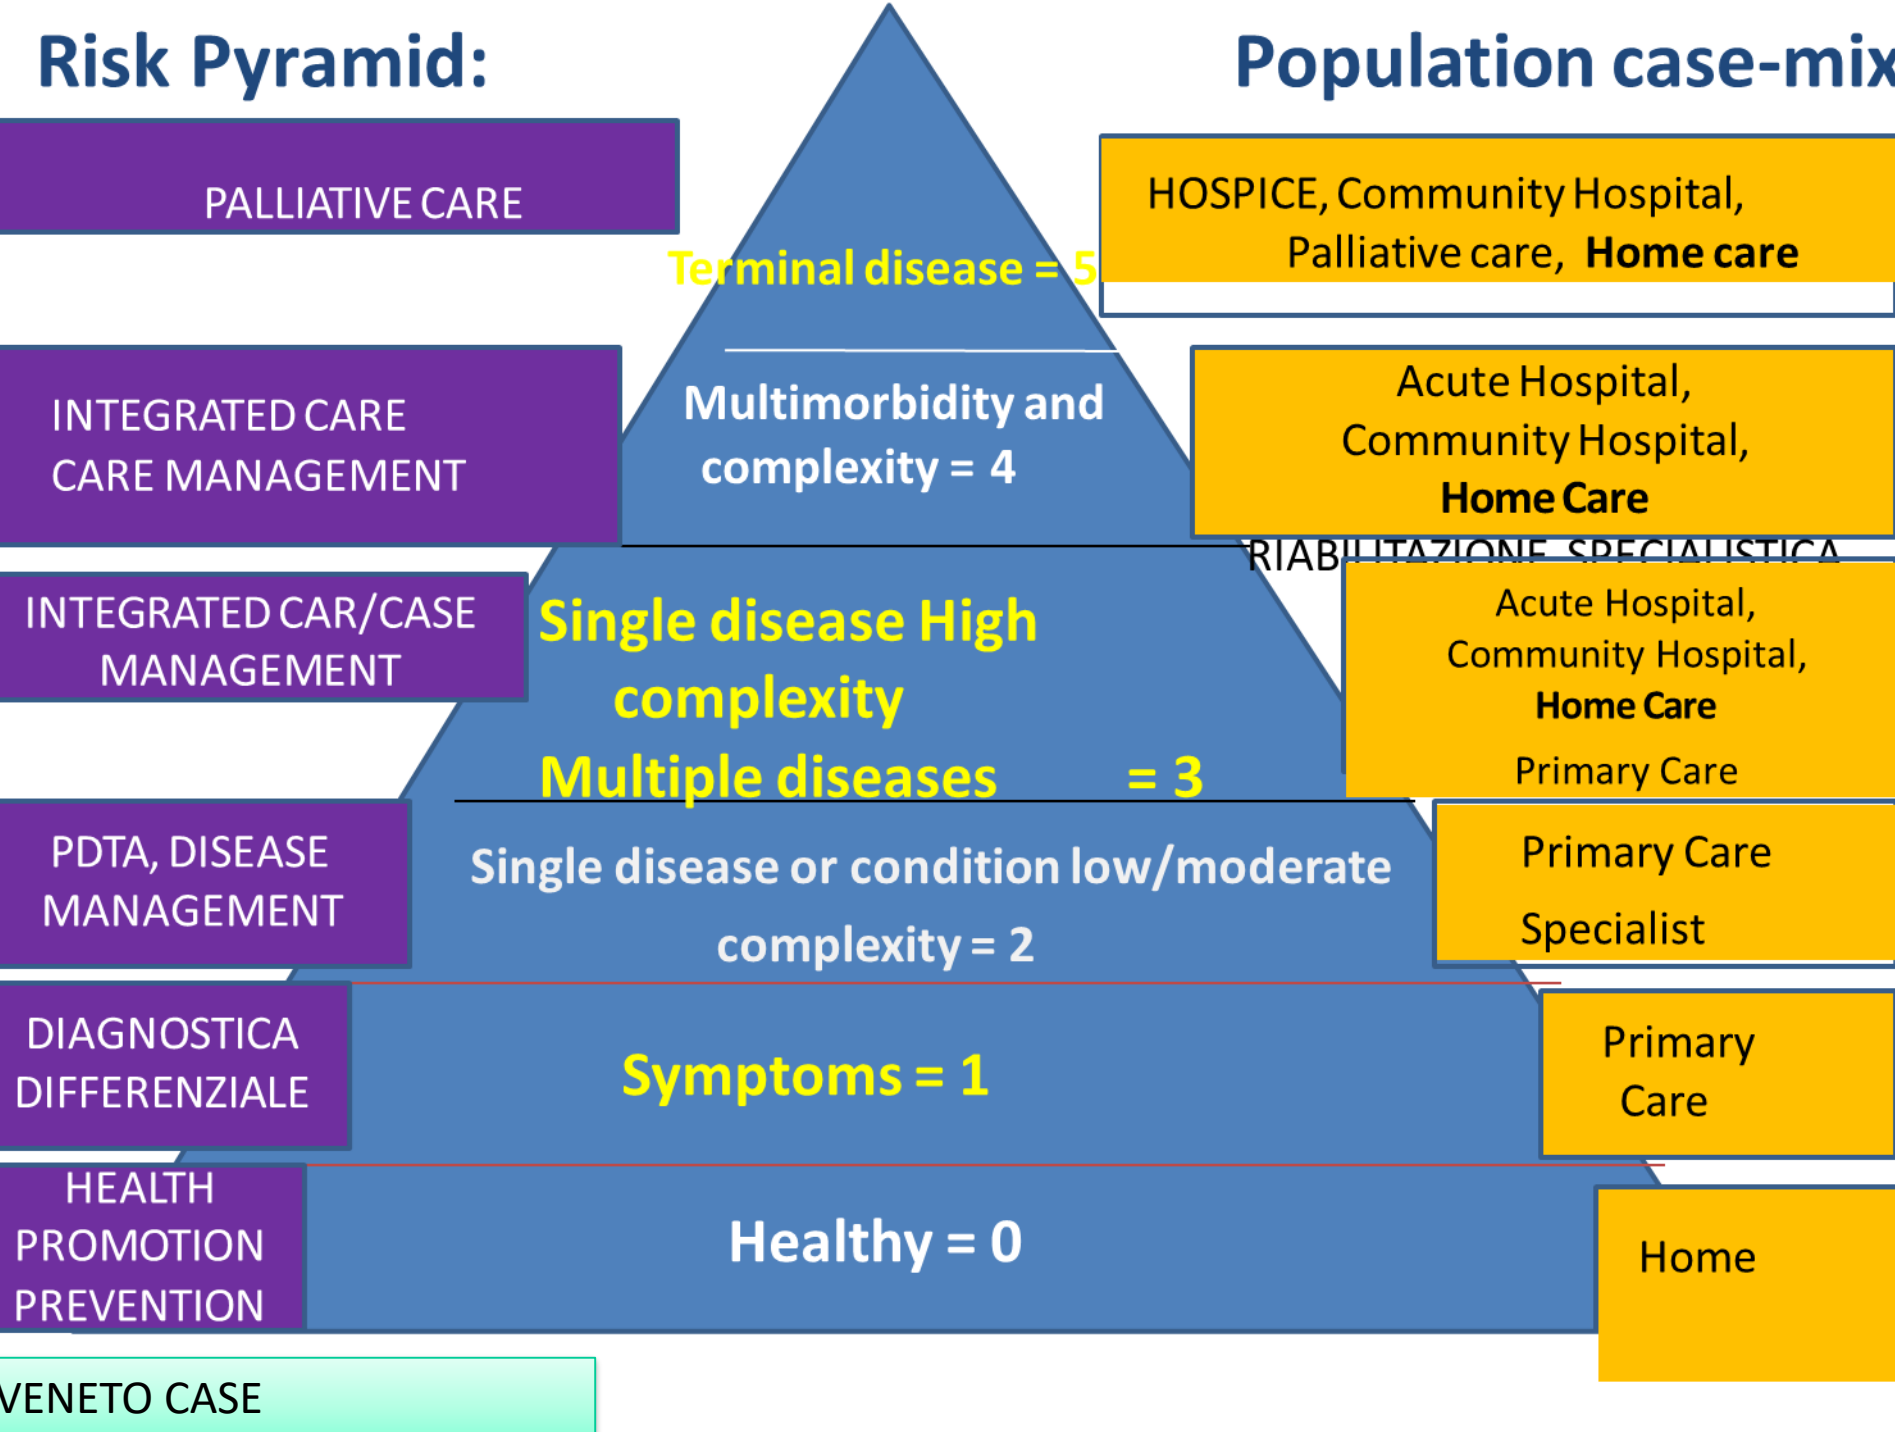 Risk Pyramid:
Population case-mix
PALLIATIVE CARE
Terminal disease = 5
HOSPICE, Community Hospital,
Palliative care, Home care
INTEGRATED CARE
CARE MANAGEMENT
Multimorbidity and
complexity = 4
Acute Hospital,
Community Hospital,
Home Care
RIABILITAZIONE SPECIALISTICA
INTEGRATED CAR/CASE
MANAGEMENT
Single disease High
complexity
Multiple diseases = 3
Acute Hospital,
Community Hospital,
Home Care
Primary Care
PDTA, DISEASE
MANAGEMENT
Single disease or condition low/moderate
complexity = 2
Primary Care
Specialist
DIAGNOSTICA
DIFFERENZIALE
Symptoms = 1
Primary
Care
HEALTH
PROMOTION
PREVENTION
Healthy = 0
Home
VENETO CASE